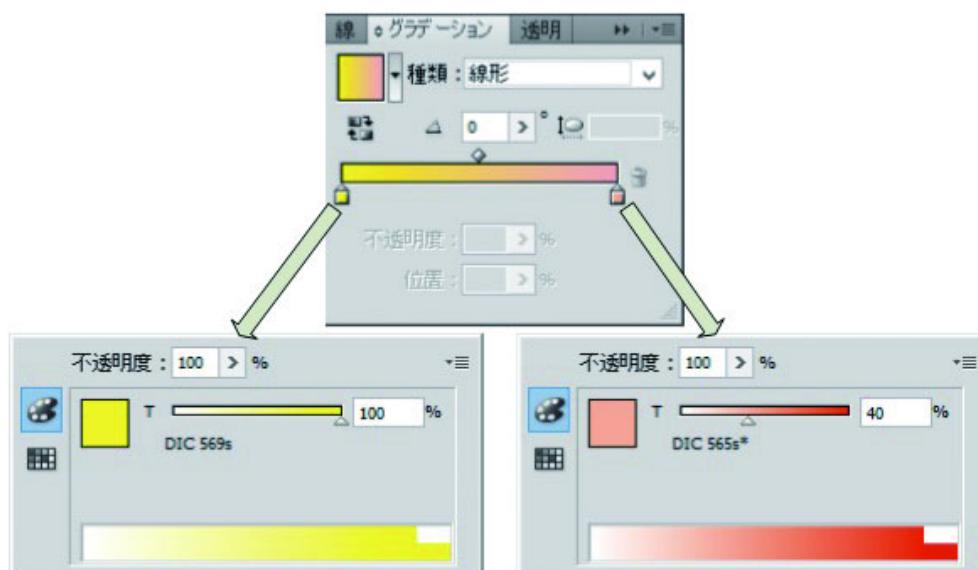 線 グラデーション 透明
種類：線形
0 ° %
不透明度： %
位置： %
不透明度：100 %
T 100 %
DIC 569s
不透明度：100 %
T 40 %
DIC 565s*